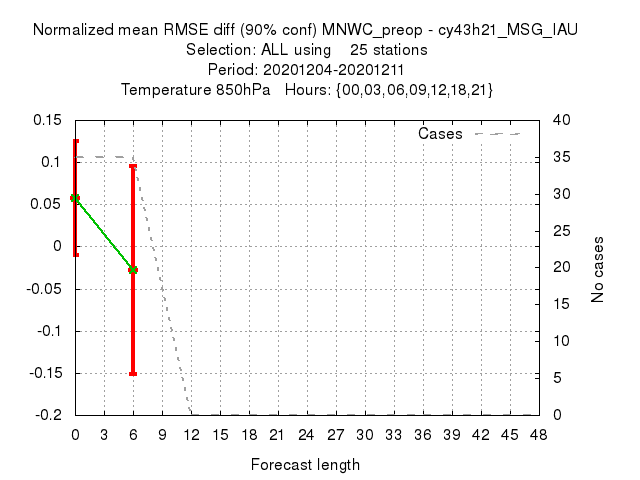 Normalized mean RMSE diff (90% conf) MNWC_preop - cy43h21_MSG_IAU
Selection: ALL using 25 stations
Period: 20201204-20201211
Temperature 850hPa Hours: {00,03,06,09,12,18,21}
Cases
0.15
0.1
0.05
0
-0.05
-0.1
-0.15
-0.2
40
35
30
25
20
15
10
5
0
No cases
0 3 6 9 12 15 18 21 24 27 30 33 36 39 42 45 48
Forecast length